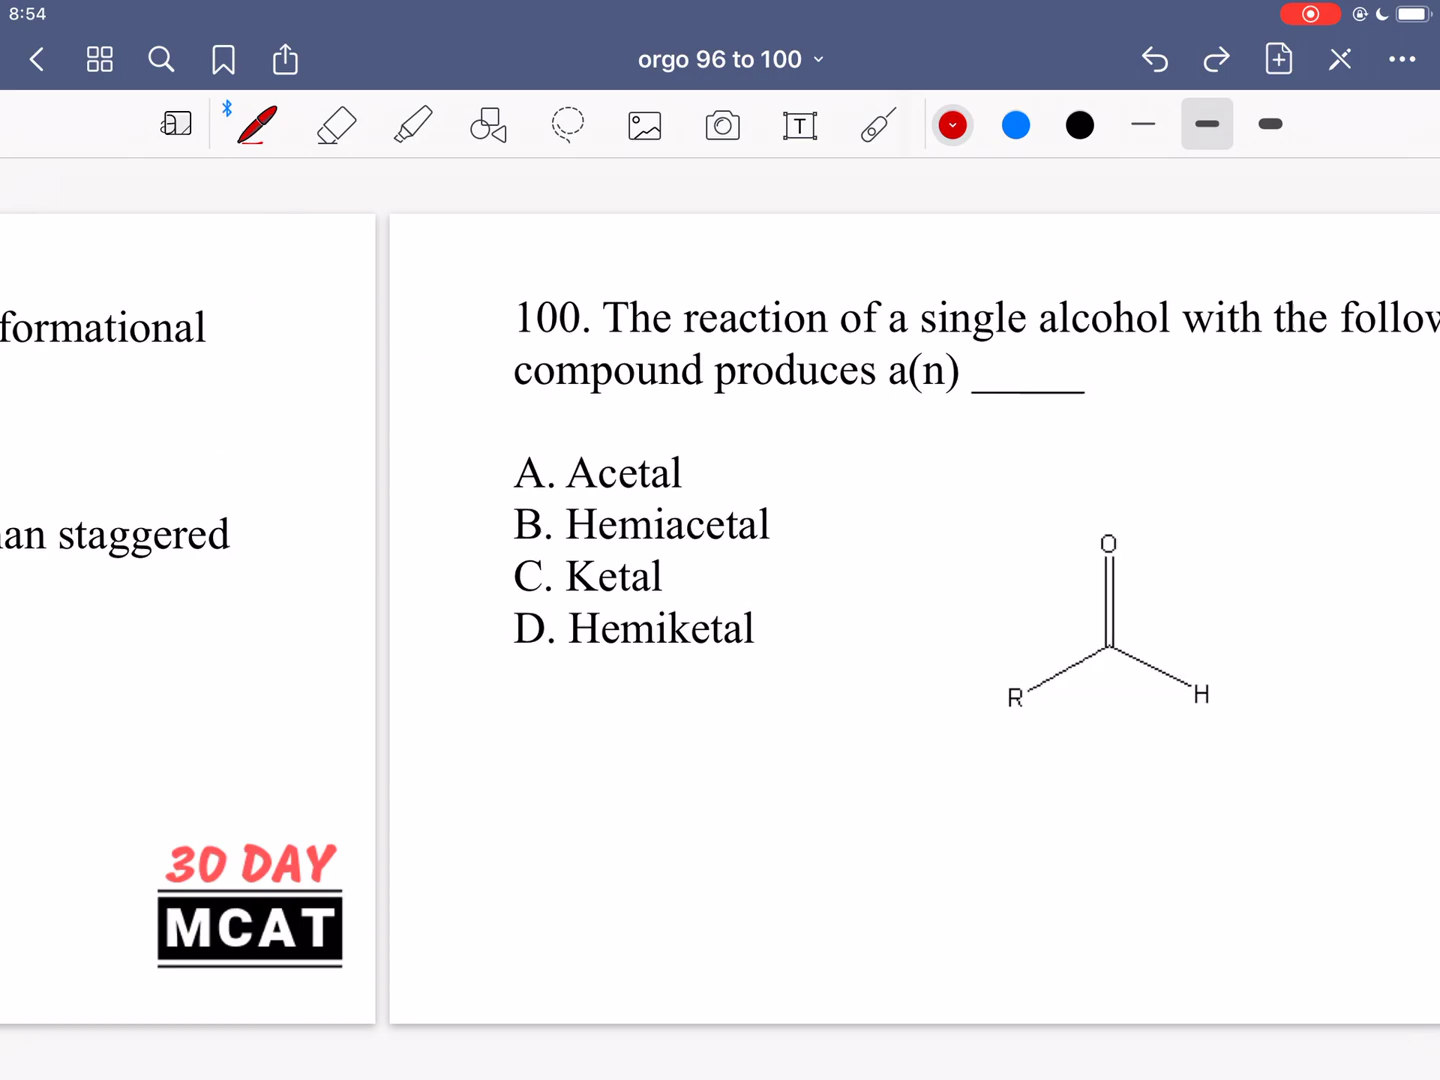 8:54
orgo 96 to 100
T
formational
an staggered
30 DAY
MCAT
100. The reaction of a single alcohol with the follow
compound produces a(n) _____
A. Acetal
B. Hemiacetal
C. Ketal
D. Hemiketal
O
R
H